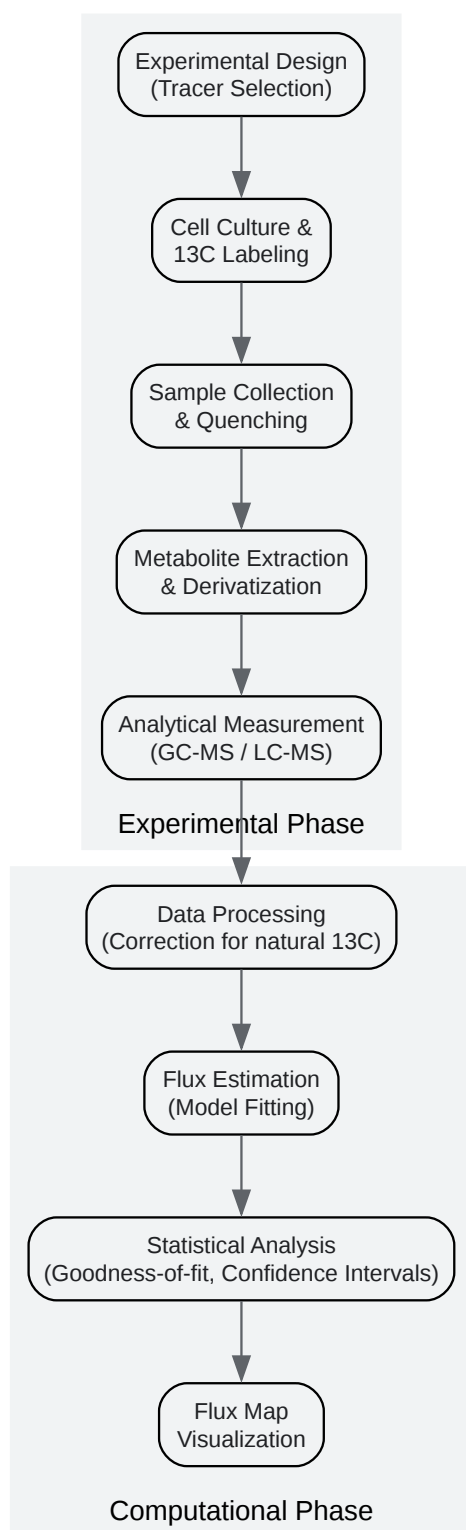 Experimental Design
(Tracer Selection)
Cell Culture &
13C Labeling
Sample Collection
& Quenching
Metabolite Extraction
& Derivatization
Analytical Measurement
(GC-MS / LC-MS)
Experimental Phase
Data Processing
(Correction for natural 13C)
Flux Estimation
(Model Fitting)
Statistical Analysis
(Goodness-of-fit, Confidence Intervals)
Flux Map
Visualization
Computational Phase